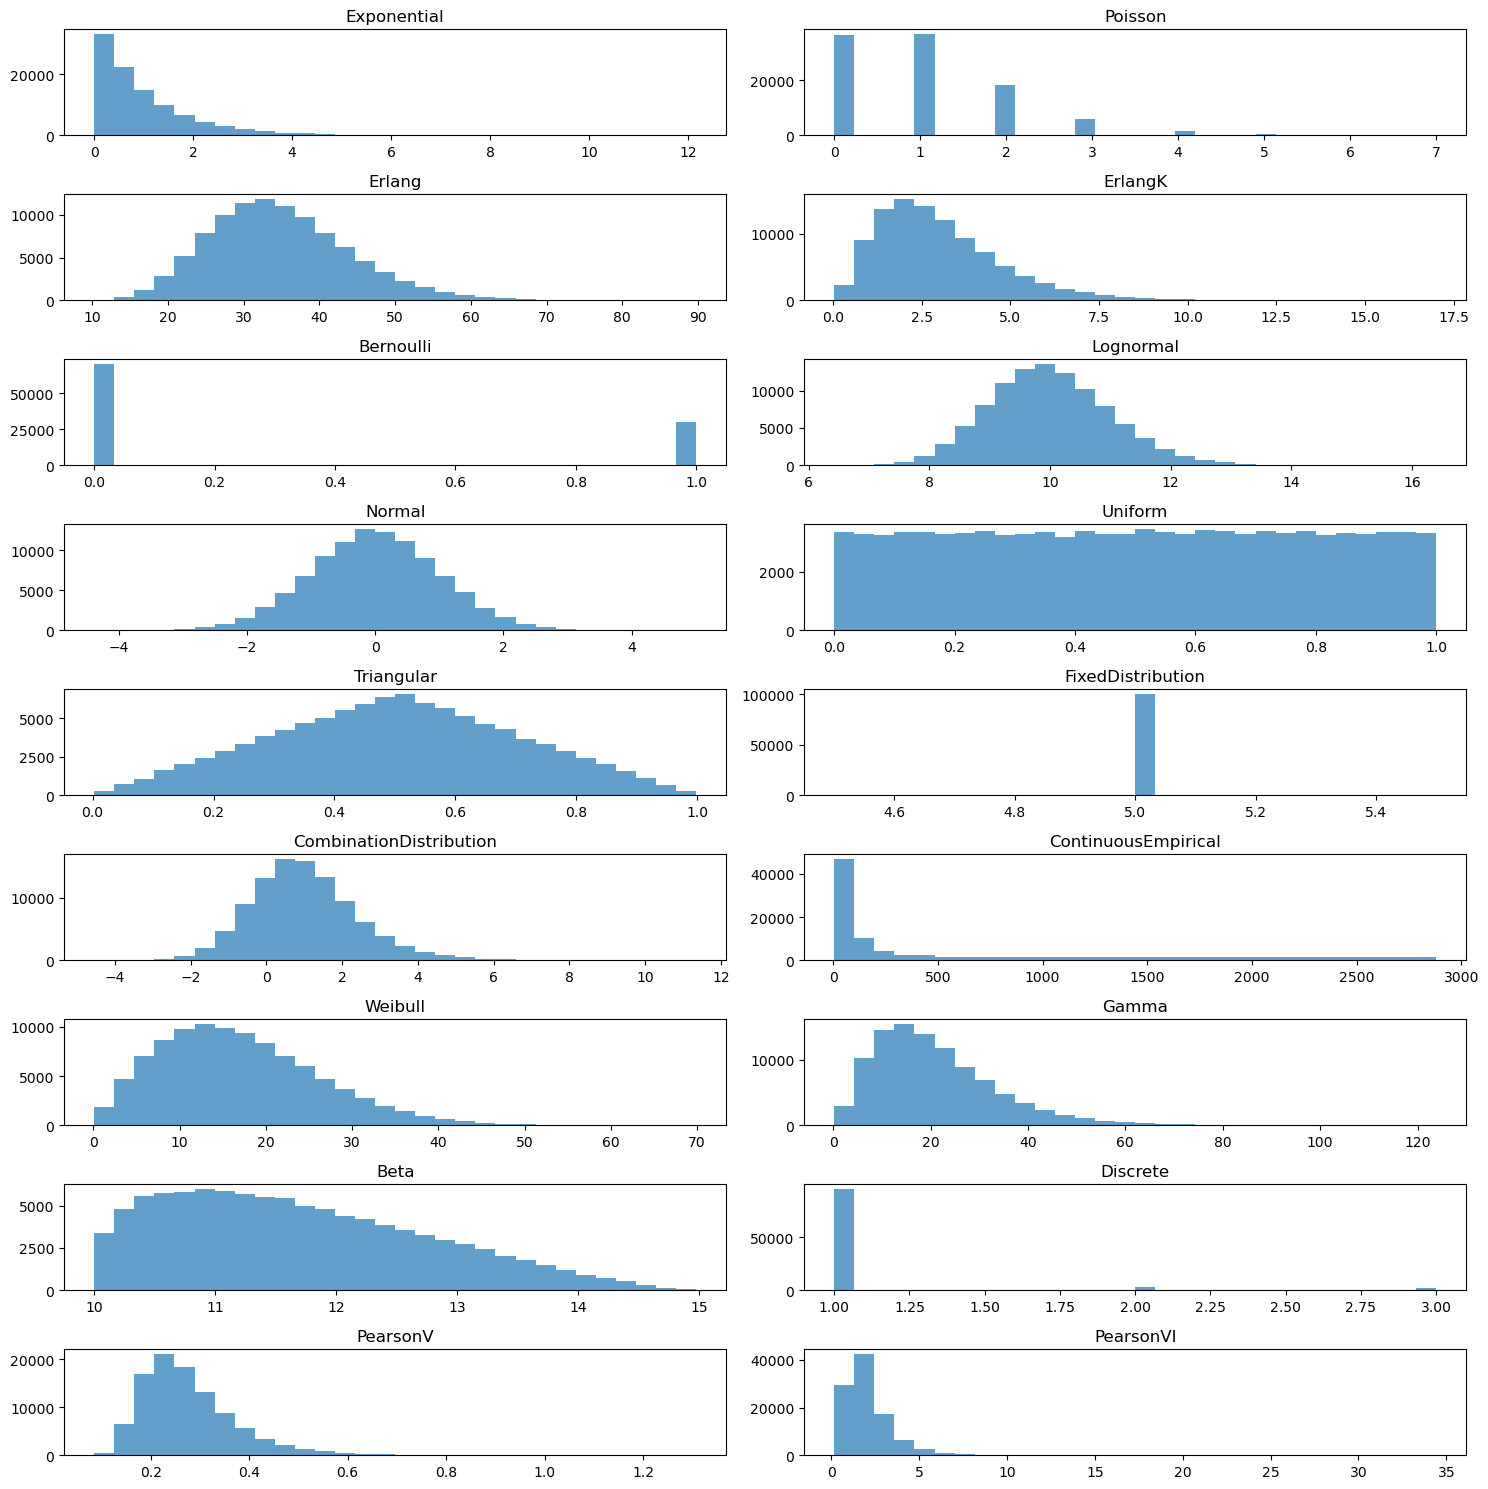 Exponential
20000
0
0 2 4 6 8 10 12
Poisson
20000
0
0 1 2 3 4 5 6 7
Erlang
10000
5000
0
10 20 30 40 50 60 70 80 90
ErlangK
10000
0
0.0 2.5 5.0 7.5 10.0 12.5 15.0 17.5
Bernoulli
50000
25000
0
0.0 0.2 0.4 0.6 0.8 1.0
Lognormal
10000
5000
0
6 8 10 12 14 16
Normal
10000
5000
0
−4 −2 0 2 4
Uniform
2000
0
0.0 0.2 0.4 0.6 0.8 1.0
Triangular
5000
2500
0
0.0 0.2 0.4 0.6 0.8 1.0
FixedDistribution
100000
50000
0
4.6 4.8 5.0 5.2 5.4
CombinationDistribution
10000
0
−4 −2 0 2 4 6 8 10 12
ContinuousEmpirical
40000
20000
0
0 500 1000 1500 2000 2500 3000
Weibull
10000
5000
0
0 10 20 30 40 50 60 70
Gamma
10000
0
0 20 40 60 80 100 120
Beta
5000
2500
0
10 11 12 13 14 15
Discrete
50000
0
1.00 1.25 1.50 1.75 2.00 2.25 2.50 2.75 3.00
PearsonV
20000
10000
0
0.2 0.4 0.6 0.8 1.0 1.2
PearsonVI
40000
20000
0
0 5 10 15 20 25 30 35